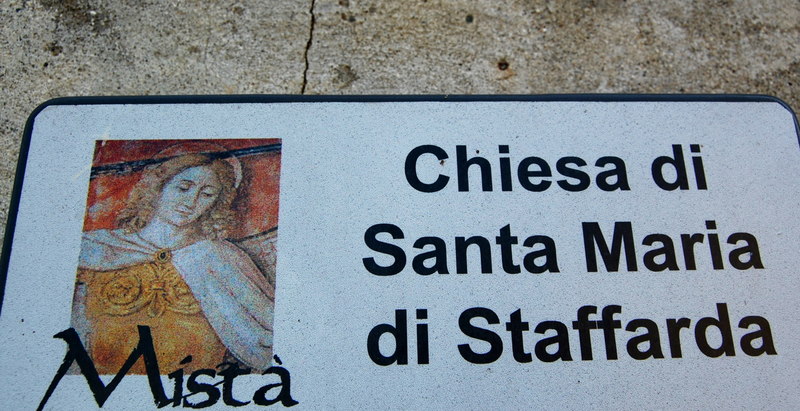 Chiesa di
Santa Maria
di Staffarda
Mistà